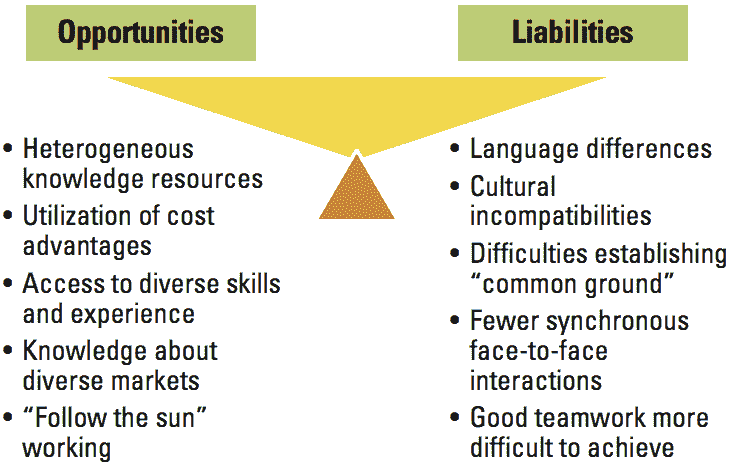 Opportunities
Liabilities
• Heterogeneous
knowledge resources
• Utilization of cost
advantages
• Access to diverse skills
and experience
• Knowledge about
diverse markets
• “Follow the sun”
working
• Language differences
• Cultural
incompatibilities
• Difficulties establishing
“common ground”
• Fewer synchronous
face-to-face
interactions
• Good teamwork more
difficult to achieve